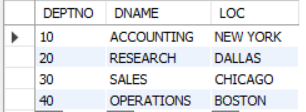 DEPTNO DNAME LOC
10 ACCOUNTING NEW YORK
20 RESEARCH DALLAS
30 SALES CHICAGO
40 OPERATIONS BOSTON